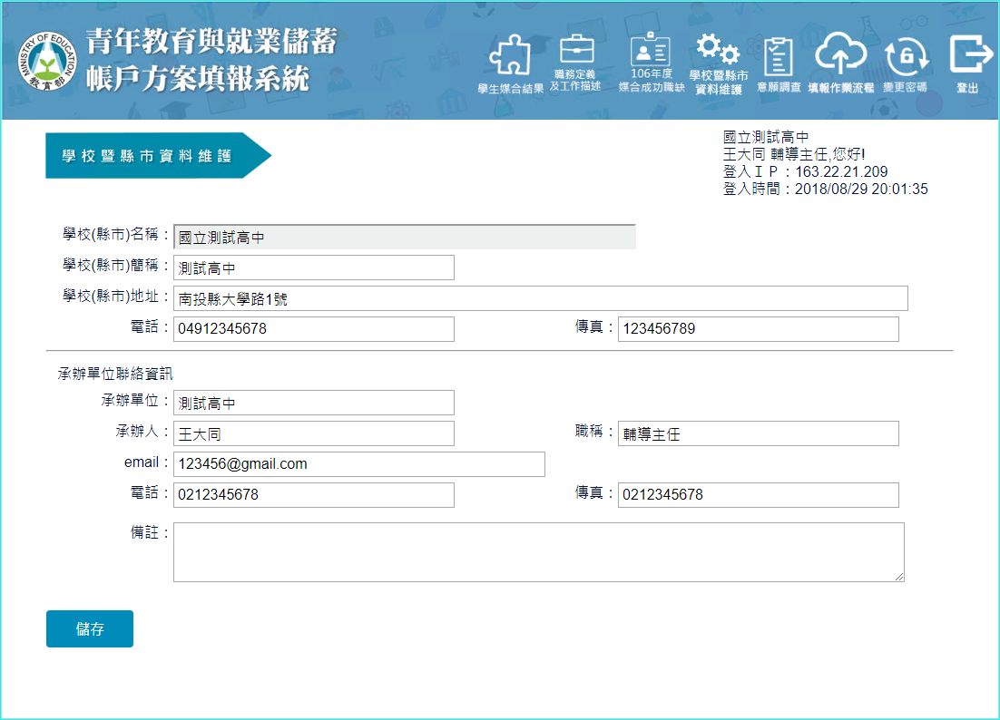 MINISTRY OF EDUCATION
教育部
青年教育與就業儲蓄
帳戶方案填報系統
學生媒合結果
職務定義
及工作描述
106年度
媒合成功職缺
學校暨縣市
資料維護
意願調查
填報作業流程
變更密碼
登出
學校暨縣市資料維護
國立測試高中
王大同 輔導主任,您好!
登入ＩＰ：163.22.21.209
登入時間：2018/08/29 20:01:35
學校(縣市)名稱： 國立測試高中
學校(縣市)簡稱： 測試高中
學校(縣市)地址： 南投縣大學路1號
電話： 04912345678 傳真： 123456789
承辦單位聯絡資訊
承辦單位： 測試高中
承辦人： 王大同 職稱： 輔導主任
email： 123456@gmail.com
電話： 0212345678 傳真： 0212345678
備註：
儲存